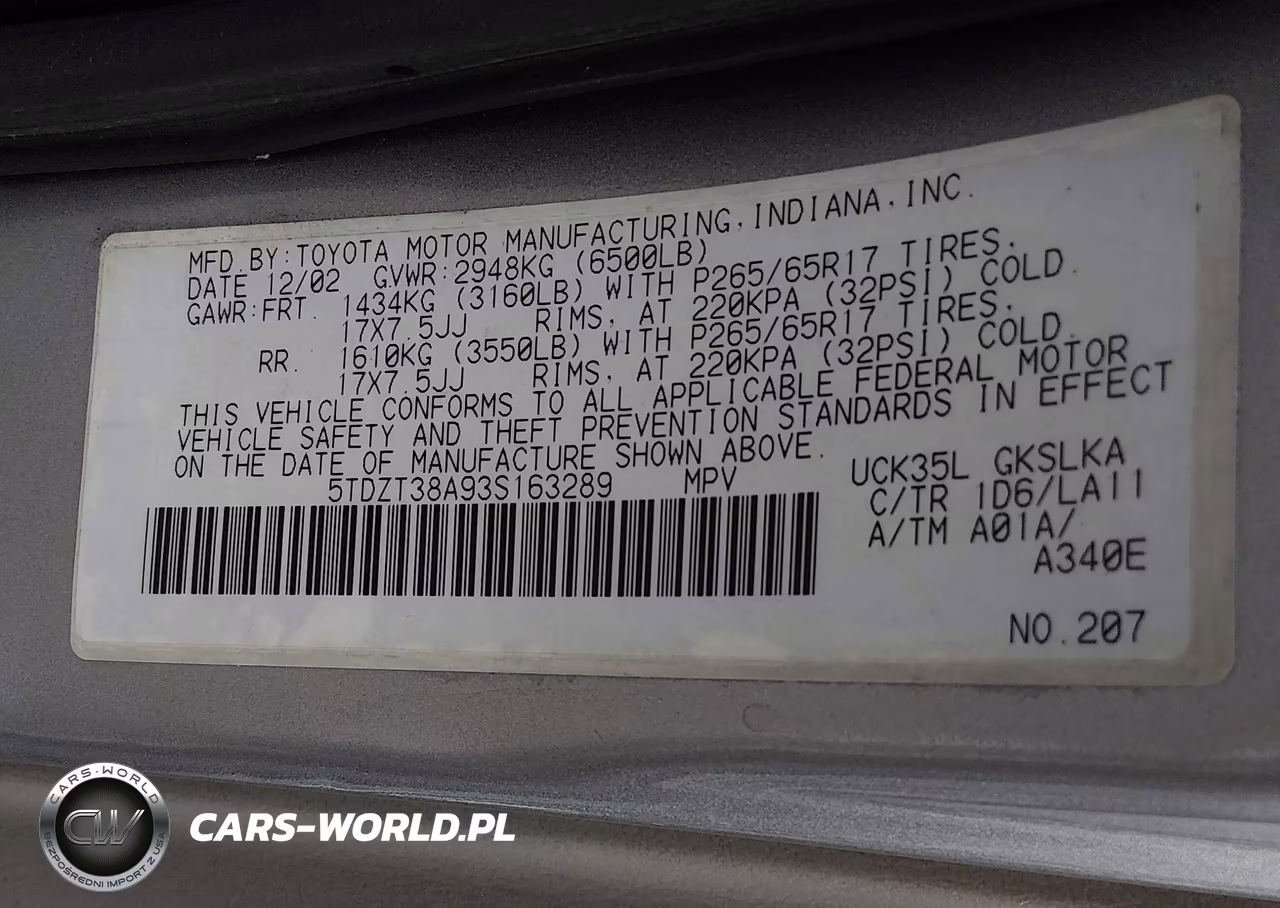 MFD.BY:TOYOTA MOTOR MANUFACTURING,INDIANA,INC.
DATE 12/02 GVWR:2948KG (6500LB)
GAWR:FRT. 1434KG (3160LB) WITH P265/65R17 TIRES,
17X7.5JJ RIMS, AT 220KPA (32PSI) COLD.
RR. 1610KG (3550LB) WITH P265/65R17 TIRES,
17X7.5JJ RIMS, AT 220KPA (32PSI) COLD.
THIS VEHICLE CONFORMS TO ALL APPLICABLE FEDERAL MOTOR
VEHICLE SAFETY AND THEFT PREVENTION STANDARDS IN EFFECT
ON THE DATE OF MANUFACTURE SHOWN ABOVE.
5TDZT38A93S163289 MPV
UCK35L GKSLKA
C/TR 1D6/LA11
A/TM A01A/
A340E
NO.207
CARS-WORLD
CW
BEZPOŚREDNI IMPORT Z USA
CARS-WORLD.PL